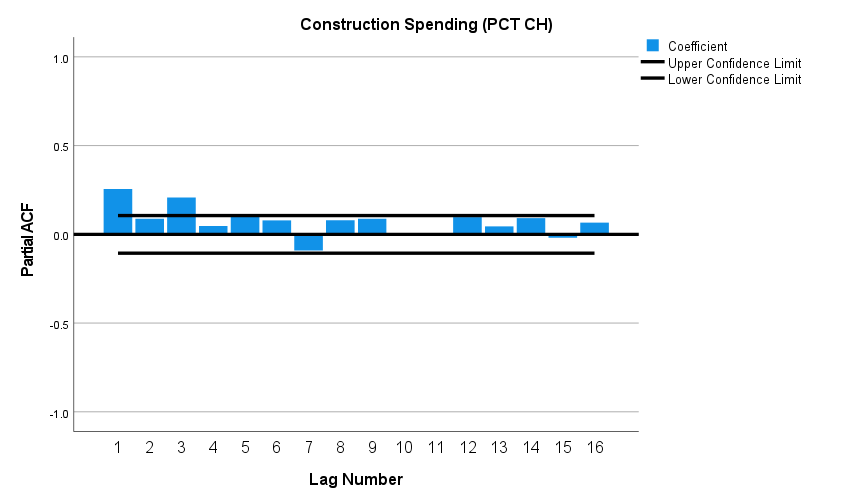 Construction Spending (PCT CH)
Coefficient
Upper Confidence Limit
Lower Confidence Limit
1.0
0.5
0.0
-0.5
-1.0
Partial ACF
1 2 3 4 5 6 7 8 9 10 11 12 13 14 15 16
Lag Number